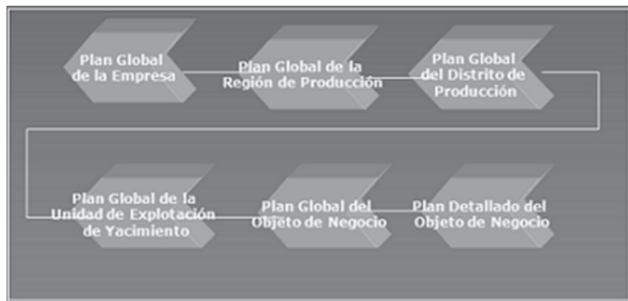 Plan Global
de la Empresa
Plan Global de la
Región de Producción
Plan Global
del Distrito de
Producción
Plan Global de la
Unidad de Explotación
de Yacimiento
Plan Global del
Objeto de Negocio
Plan Detallado del
Objeto de Negocio